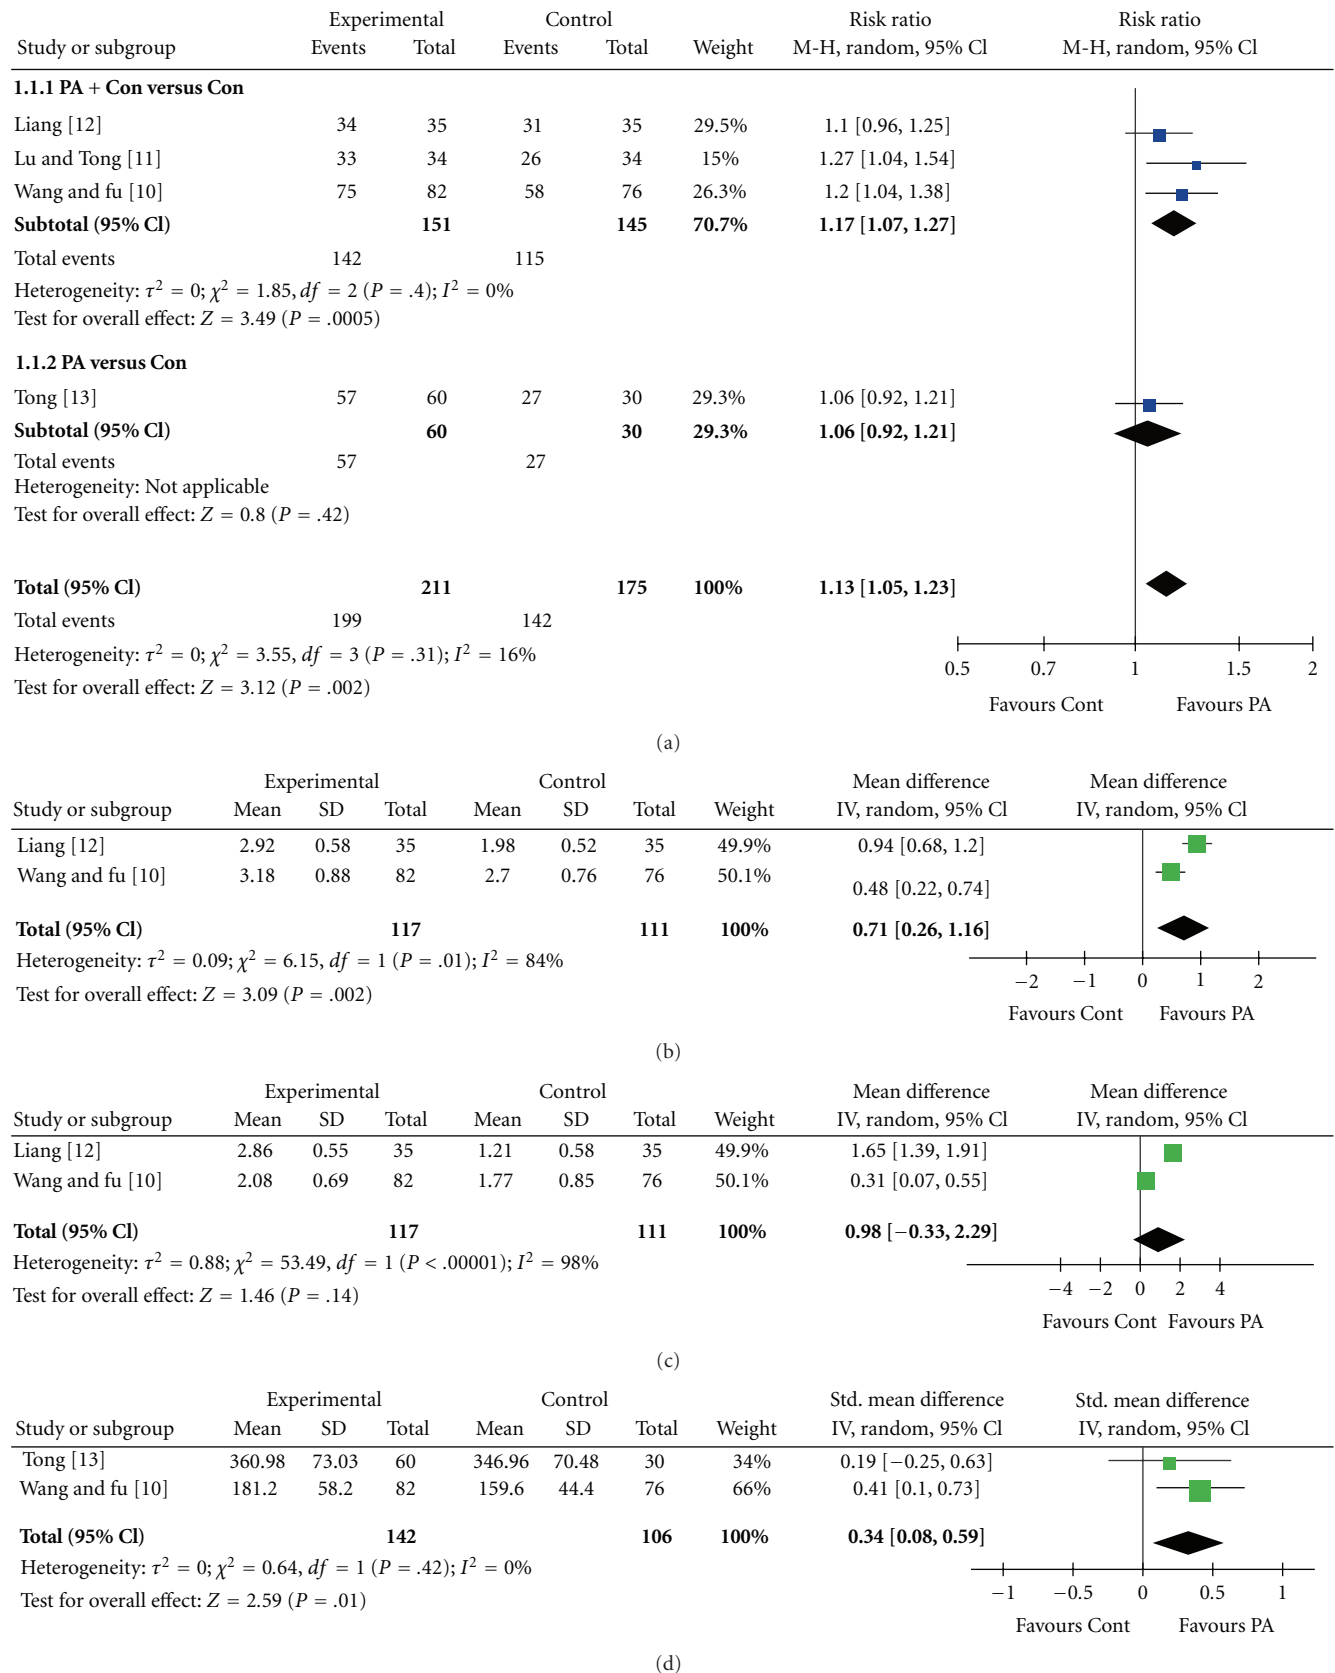 Experimental Control Risk ratio Risk ratio
Study or subgroup Events Total Events Total Weight M-H, random, 95% Cl M-H, random, 95% Cl
1.1.1 PA + Con versus Con
Liang [12] 34 35 31 35 29.5% 1.1 [0.96, 1.25]
Lu and Tong [11] 33 34 26 34 15% 1.27 [1.04, 1.54]
Wang and fu [10] 75 82 58 76 26.3% 1.2 [1.04, 1.38]
Subtotal (95% Cl) 151 145 70.7% 1.17 [1.07, 1.27]
Total events 142 115
Heterogeneity: τ² = 0; χ² = 1.85, df = 2 (P = .4); I² = 0%
Test for overall effect: Z = 3.49 (P = .0005)
1.1.2 PA versus Con
Tong [13] 57 60 27 30 29.3% 1.06 [0.92, 1.21]
Subtotal (95% Cl) 60 30 29.3% 1.06 [0.92, 1.21]
Total events 57 27
Heterogeneity: Not applicable
Test for overall effect: Z = 0.8 (P = .42)
Total (95% Cl) 211 175 100% 1.13 [1.05, 1.23]
Total events 199 142
Heterogeneity: τ² = 0; χ² = 3.55, df = 3 (P = .31); I² = 16%
Test for overall effect: Z = 3.12 (P = .002)
0.5 0.7 1 1.5 2
Favours Cont Favours PA
(a)
Experimental Control Mean difference Mean difference
Study or subgroup Mean SD Total Mean SD Total Weight IV, random, 95% Cl IV, random, 95% Cl
Liang [12] 2.92 0.58 35 1.98 0.52 35 49.9% 0.94 [0.68, 1.2]
Wang and fu [10] 3.18 0.88 82 2.7 0.76 76 50.1% 0.48 [0.22, 0.74]
Total (95% Cl) 117 111 100% 0.71 [0.26, 1.16]
Heterogeneity: τ² = 0.09; χ² = 6.15, df = 1 (P = .01); I² = 84%
Test for overall effect: Z = 3.09 (P = .002)
−2 −1 0 1 2
Favours Cont Favours PA
(b)
Experimental Control Mean difference Mean difference
Study or subgroup Mean SD Total Mean SD Total Weight IV, random, 95% Cl IV, random, 95% Cl
Liang [12] 2.86 0.55 35 1.21 0.58 35 49.9% 1.65 [1.39, 1.91]
Wang and fu [10] 2.08 0.69 82 1.77 0.85 76 50.1% 0.31 [0.07, 0.55]
Total (95% Cl) 117 111 100% 0.98 [−0.33, 2.29]
Heterogeneity: τ² = 0.88; χ² = 53.49, df = 1 (P < .00001); I² = 98%
Test for overall effect: Z = 1.46 (P = .14)
−4 −2 0 2 4
Favours Cont Favours PA
(c)
Experimental Control Std. mean difference Std. mean difference
Study or subgroup Mean SD Total Mean SD Total Weight IV, random, 95% Cl IV, random, 95% Cl
Tong [13] 360.98 73.03 60 346.96 70.48 30 34% 0.19 [−0.25, 0.63]
Wang and fu [10] 181.2 58.2 82 159.6 44.4 76 66% 0.41 [0.1, 0.73]
Total (95% Cl) 142 106 100% 0.34 [0.08, 0.59]
Heterogeneity: τ² = 0; χ² = 0.64, df = 1 (P = .42); I² = 0%
Test for overall effect: Z = 2.59 (P = .01)
−1 −0.5 0 0.5 1
Favours Cont Favours PA
(d)